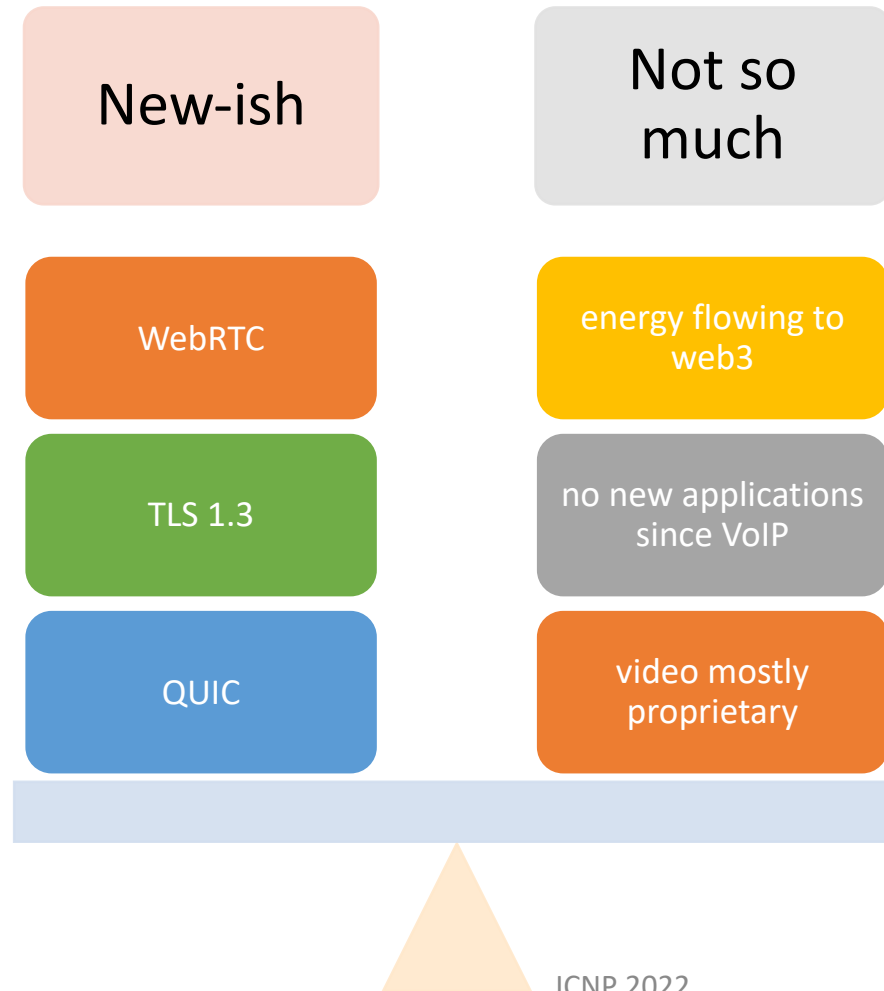 New-ish
Not so
much
WebRTC
energy flowing to
web3
TLS 1.3
no new applications
since VoIP
QUIC
video mostly
proprietary
ICNP 2022